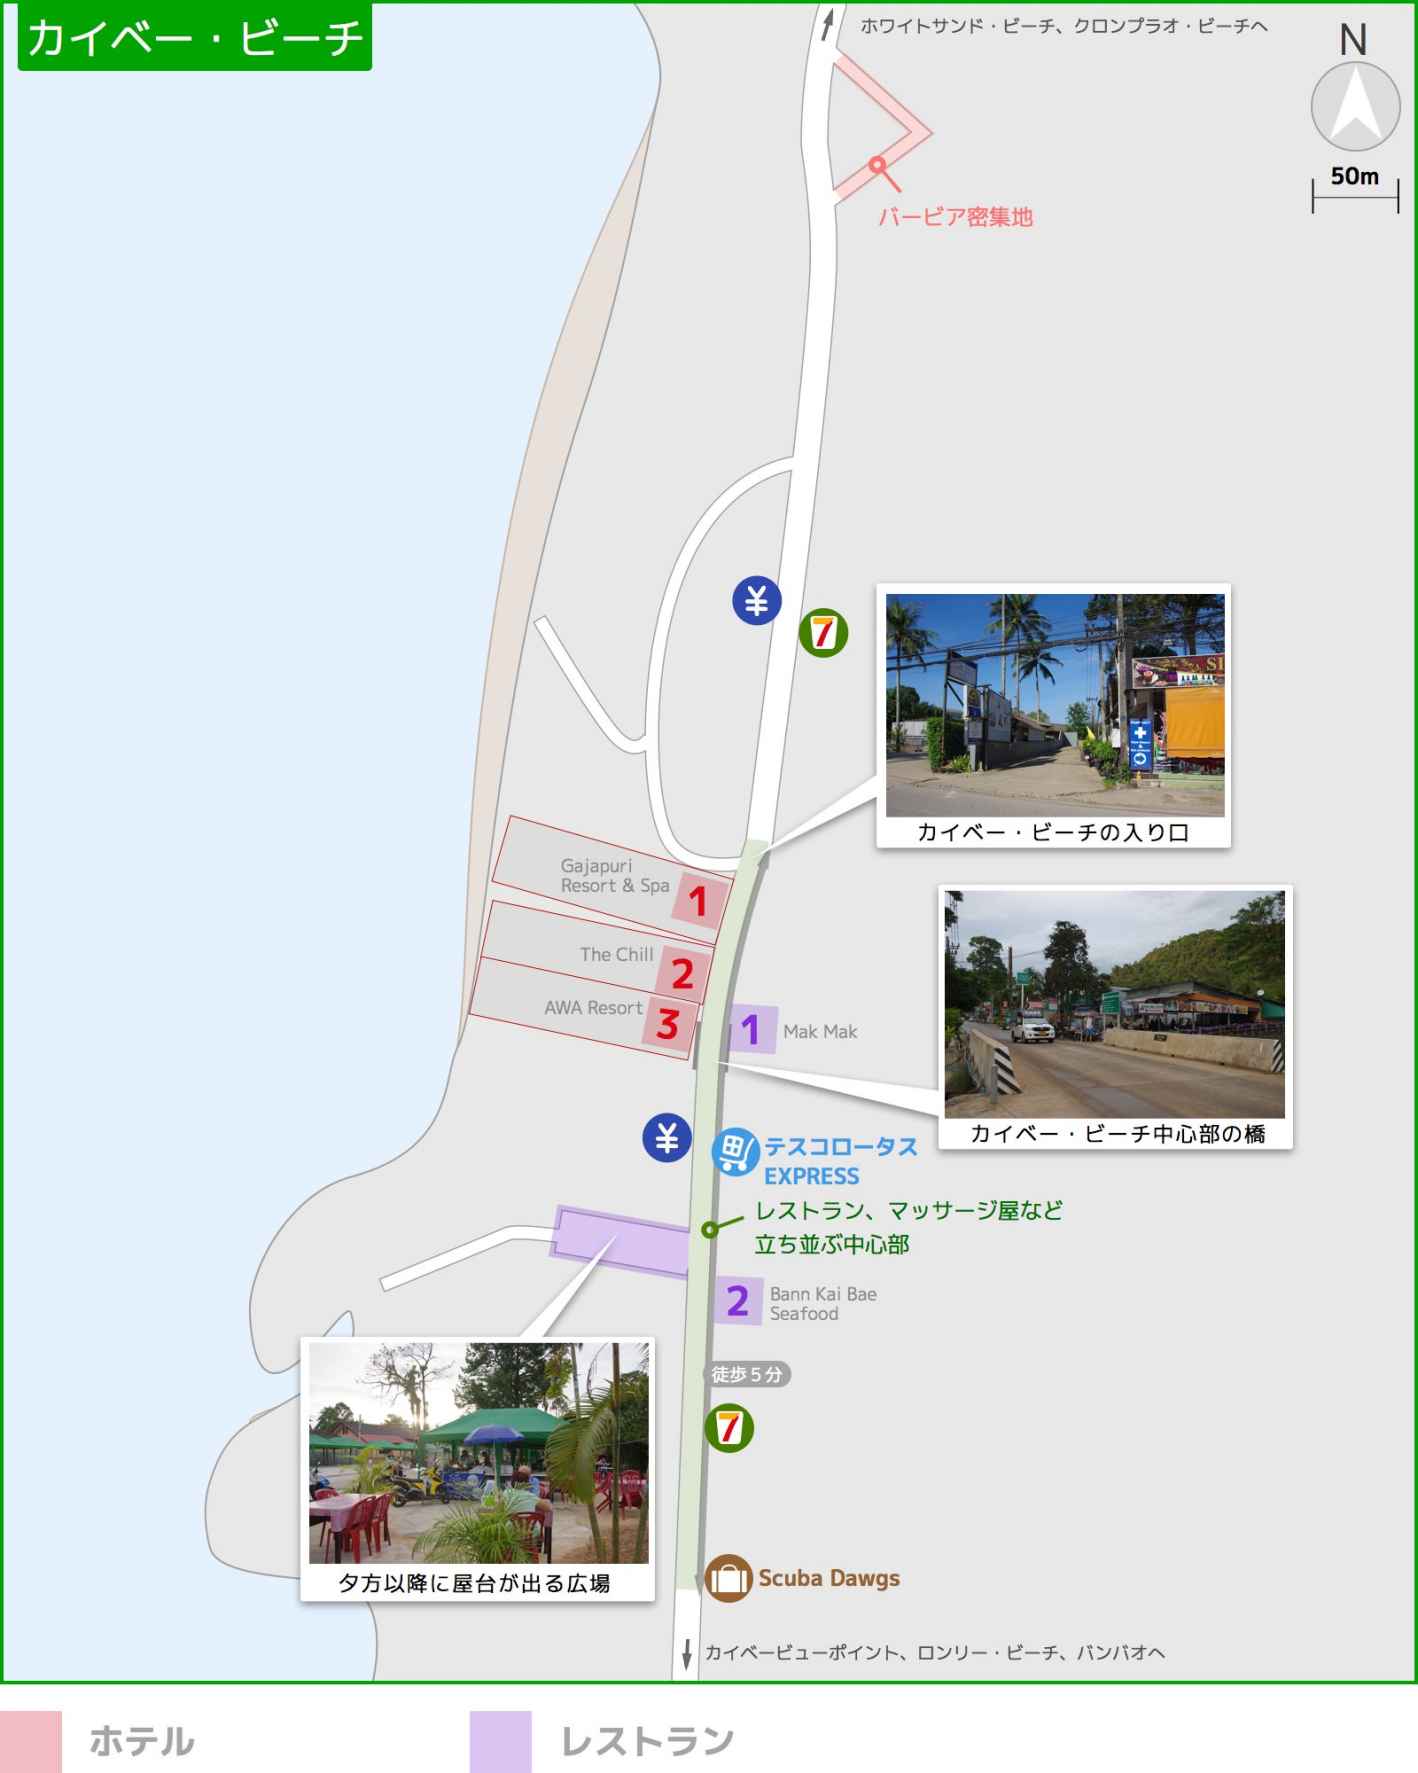 カイベー・ビーチ
ホワイトサンド・ビーチ、クロンプラオ・ビーチへ
N
50m
バービア密集地
¥
7
カイベー・ビーチの入り口
Gajapuri
Resort & Spa
1
The Chill
2
AWA Resort
3
1
Mak Mak
カイベー・ビーチ中心部の橋
¥
テスコロータス
EXPRESS
レストラン、マッサージ屋など
立ち並ぶ中心部
2
Bann Kai Bae
Seafood
徒歩5分
7
夕方以降に屋台が出る広場
Scuba Dawgs
カイベービューポイント、ロンリー・ビーチ、バンバオへ
ホテル
レストラン